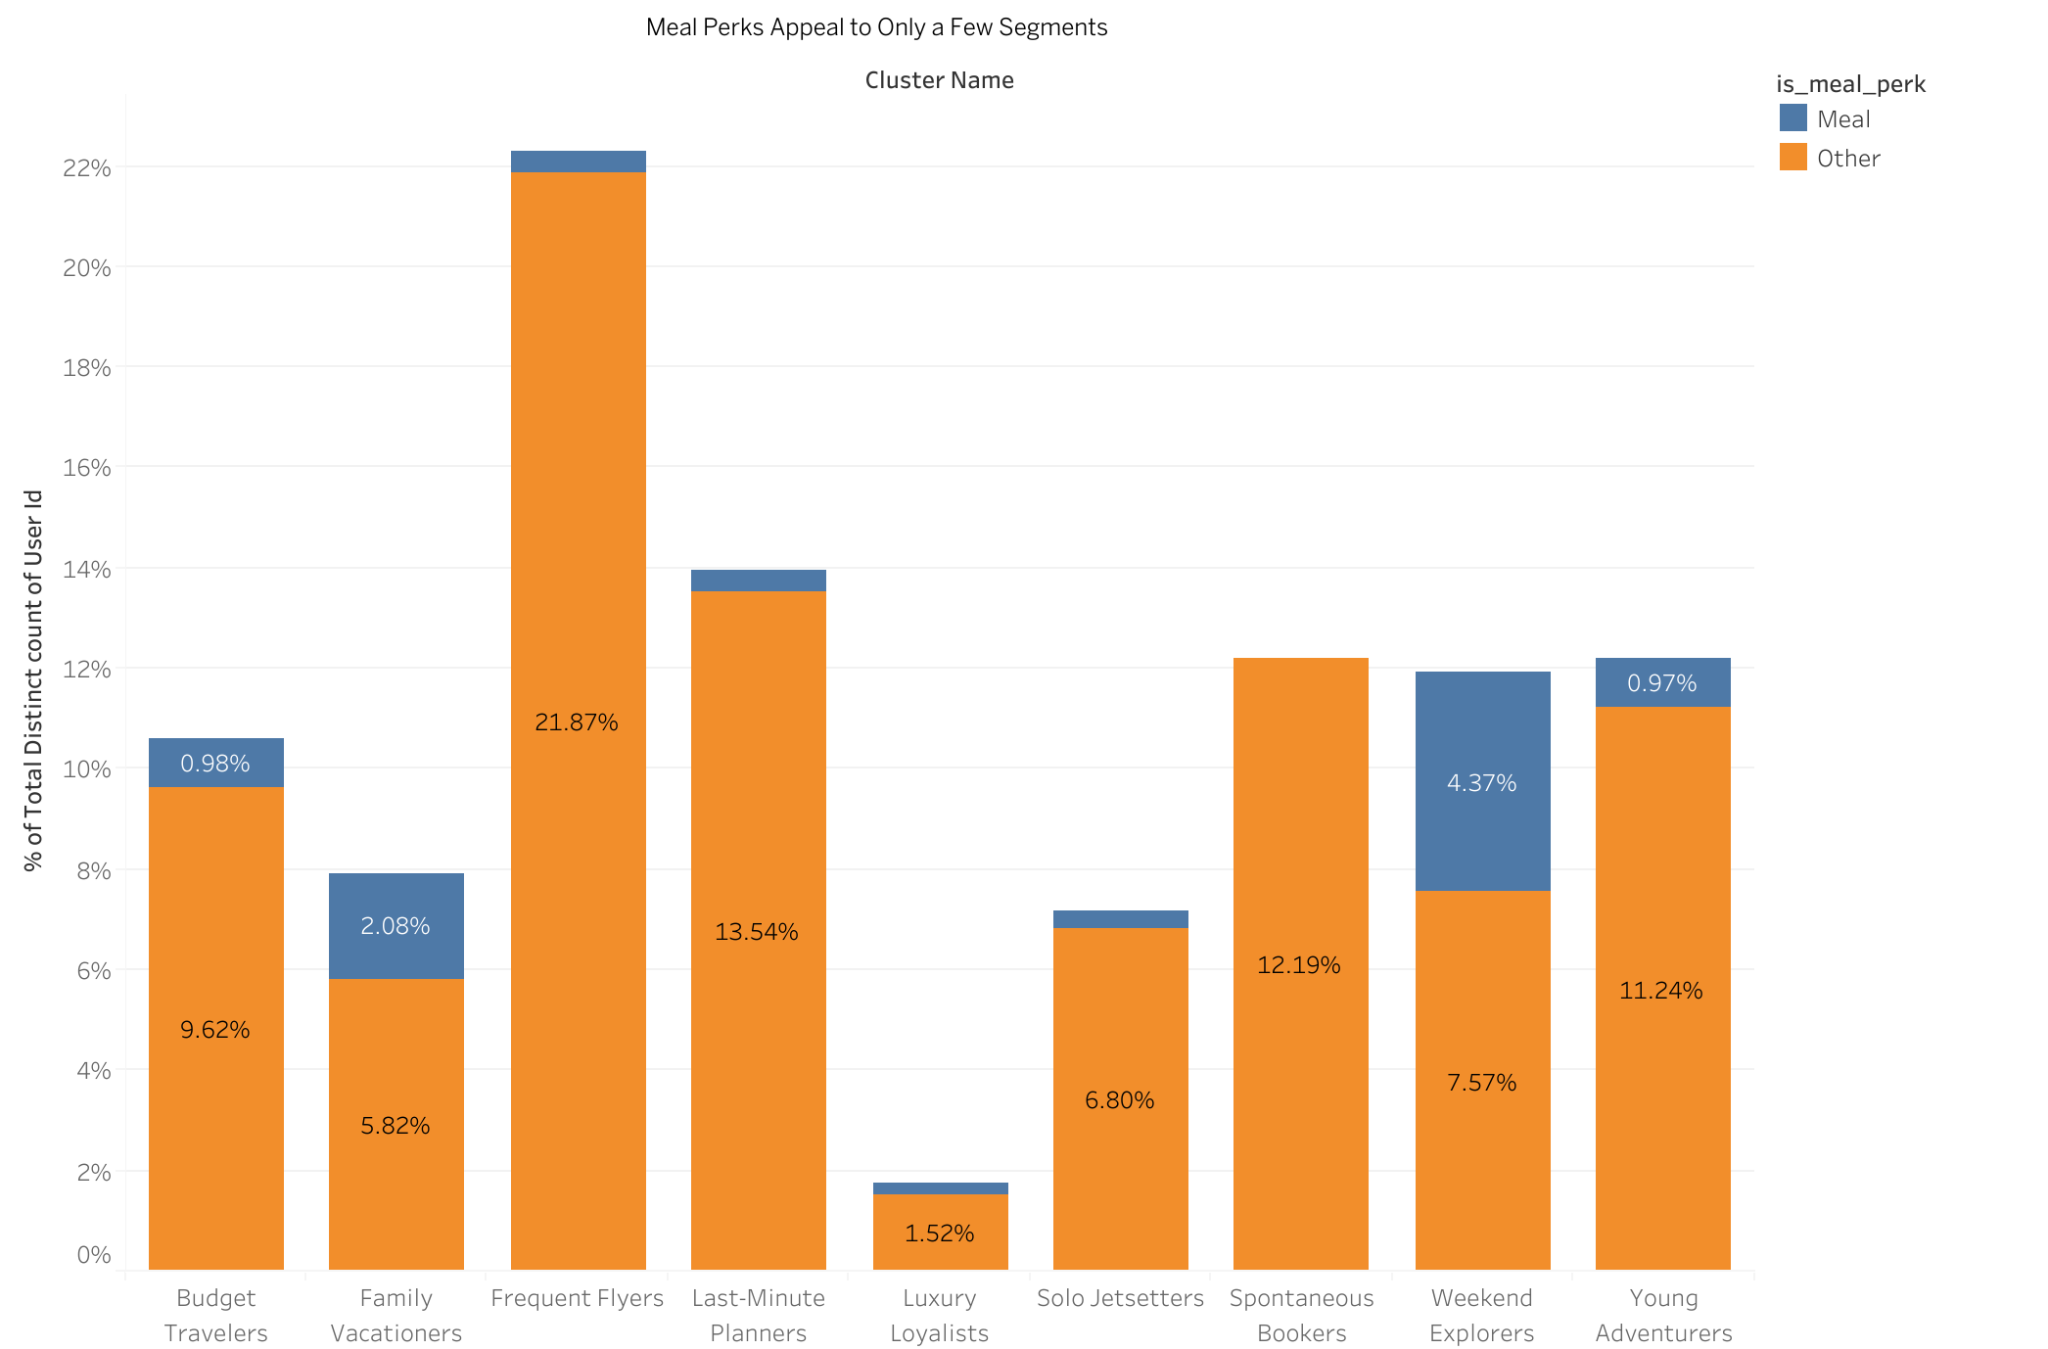 Meal Perks Appeal to Only a Few Segments
Cluster Name
is_meal_perk
Meal
Other
% of Total Distinct count of User Id
22%
20%
18%
16%
14%
12%
10%
8%
6%
4%
2%
0%
0.98%
9.62%
2.08%
5.82%
21.87%
13.54%
1.52%
6.80%
12.19%
4.37%
7.57%
0.97%
11.24%
Budget
Travelers
Family
Vacationers
Frequent Flyers
Last-Minute
Planners
Luxury
Loyalists
Solo Jetsetters
Spontaneous
Bookers
Weekend
Explorers
Young
Adventurers